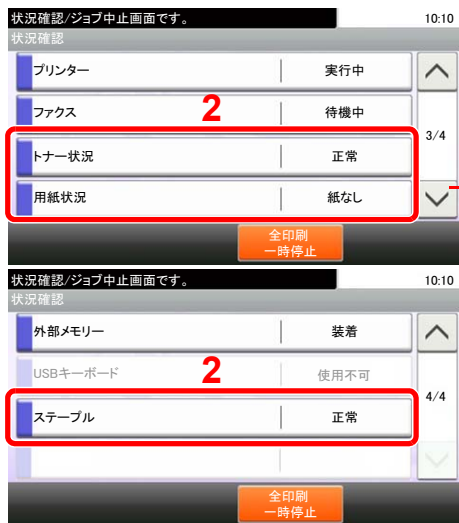 状況確認/ジョブ中止画面です。 10:10
状況確認
プリンター 実行中
ファクス 2 待機中
3/4
トナー状況 正常
用紙状況 紙なし
全印刷
一時停止
状況確認/ジョブ中止画面です。 10:10
状況確認
外部メモリー 装着
USBキーボード 2 使用不可
4/4
ステープル 正常
全印刷
一時停止